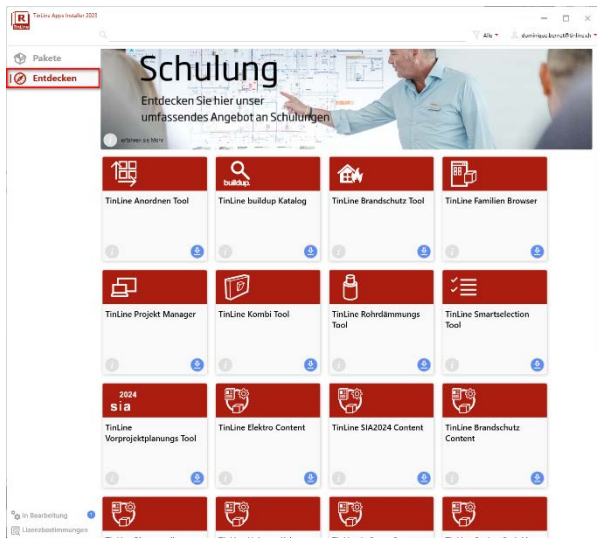 TinLine Apps Installer 2023
R
TinLine
Alle
Pakete
Entdecken
Schulung
Entdecken Sie hier unser
umfassendes Angebot an Schulungen
erfahren sie Mehr
buildup.
TinLine Anordnen Tool
TinLine buildup Katalog
TinLine Brandschutz Tool
TinLine Familien Browser
TinLine Projekt Manager
TinLine Kombi Tool
TinLine Rohrdämmungs
Tool
TinLine Smartselection
Tool
2024
sia
TinLine
Vorprojektplanungs Tool
TinLine Elektro Content
TinLine SIA2024 Content
TinLine Brandschutz
Content
in Bearbeitung
Lizenzbestimmungen